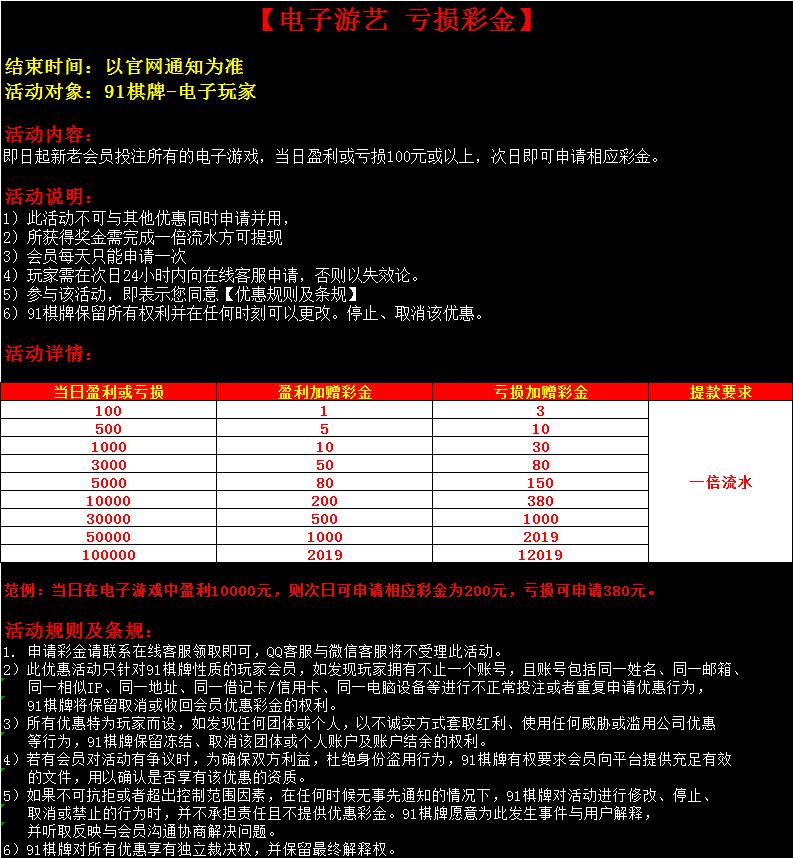 【电子游艺 亏损彩金】
结束时间：以官网通知为准
活动对象：91棋牌-电子玩家
活动内容：
即日起新老会员投注所有的电子游戏，当日盈利或亏损100元或以上，次日即可申请相应彩金。
活动说明：
1）此活动不可与其他优惠同时申请并用，
2）所获得奖金需完成一倍流水方可提现
3）会员每天只能申请一次
4）玩家需在次日24小时内向在线客服申请，否则以失效论。
5）参与该活动，即表示您同意【优惠规则及条规】
6）91棋牌保留所有权利并在任何时刻可以更改。停止、取消该优惠。
活动详情：
当日盈利或亏损 盈利加赠彩金 亏损加赠彩金 提款要求
100 1 3
500 5 10
1000 10 30
3000 50 80
5000 80 150 一倍流水
10000 200 380
30000 500 1000
50000 1000 2019
100000 2019 12019
范例：当日在电子游戏中盈利10000元，则次日可申请相应彩金为200元，亏损可申请380元。
活动规则及条规：
1. 申请彩金请联系在线客服领取即可，QQ客服与微信客服将不受理此活动。
2）此优惠活动只针对91棋牌性质的玩家会员，如发现玩家拥有不止一个账号，且账号包括同一姓名、同一邮箱、
同一相似IP、同一地址、同一借记卡/信用卡、同一电脑设备等进行不正常投注或者重复申请优惠行为，
91棋牌将保留取消或收回会员优惠彩金的权利。
3）所有优惠特为玩家而设，如发现任何团体或个人，以不诚实方式套取红利、使用任何威胁或滥用公司优惠
等行为，91棋牌保留冻结、取消该团体或个人账户及账户结余的权利。
4）若有会员对活动有争议时，为确保双方利益，杜绝身份盗用行为，91棋牌有权要求会员向平台提供充足有效
的文件，用以确认是否享有该优惠的资质。
5）如果不可抗拒或者超出控制范围因素，在任何时候无事先通知的情况下，91棋牌对活动进行修改、停止、
取消或禁止的行为时，并不承担责任且不提供优惠彩金。91棋牌愿意为此发生事件与用户解释，
并听取反映与会员沟通协商解决问题。
6）91棋牌对所有优惠享有独立裁决权，并保留最终解释权。